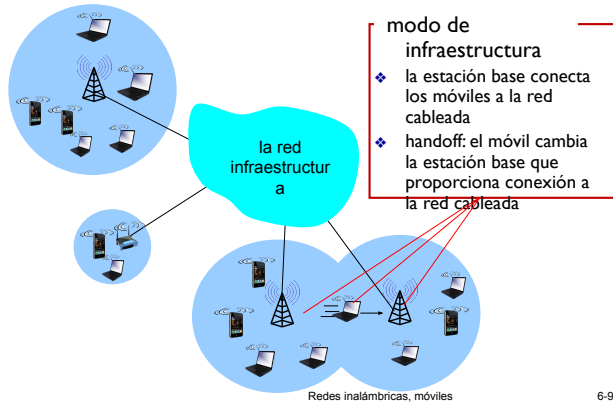 modo de
infraestructura
la estación base conecta
los móviles a la red
cableada
handoff: el móvil cambia
la estación base que
proporciona conexión a
la red cableada
la red
infraestructur
a
Redes inalámbricas, móviles
6-9